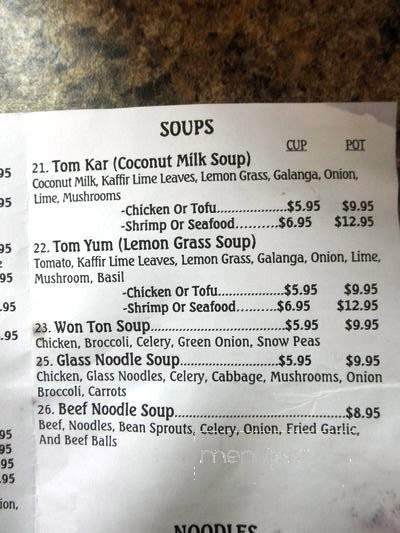 SOUPS
CUP POT
21. Tom Kar (Coconut Milk Soup)
Coconut Milk, Kaffir Lime Leaves, Lemon Grass, Galanga, Onion,
Lime, Mushrooms
-Chicken Or Tofu....................$5.95 $9.95
-Shrimp Or Seafood............$6.95 $12.95
22. Tom Yum (Lemon Grass Soup)
Tomato, Kaffir Lime Leaves, Lemon Grass, Galanga, Onion, Lime,
Mushroom, Basil
-Chicken Or Tofu....................$5.95 $9.95
-Shrimp Or Seafood............$6.95 $12.95
23. Won Ton Soup........................................$5.95 $9.95
Chicken, Broccoli, Celery, Green Onion, Snow Peas
25. Glass Noodle Soup.............................$5.95 $9.95
Chicken, Glass Noodles, Celery, Cabbage, Mushrooms, Onion
Broccoli, Carrots
26. Beef Noodle Soup..................................................$8.95
Beef, Noodles, Bean Sprouts, Celery, Onion, Fried Garlic,
And Beef Balls
NOODLES